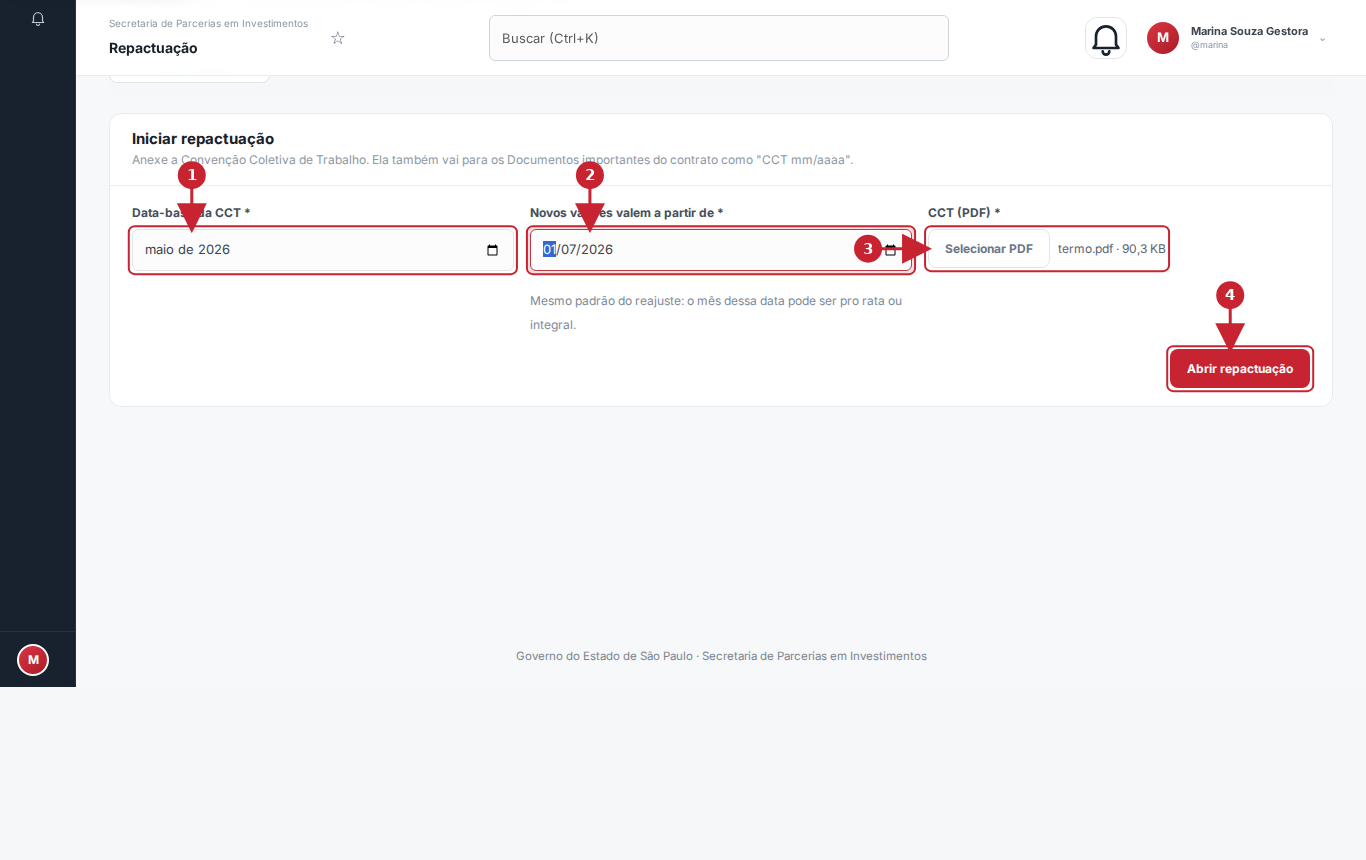 Secretaria de Parcerias em Investimentos
Repactuação
Buscar (Ctrl+K)
M
Marina Souza Gestora
@marina
Iniciar repactuação
Anexe a Convenção Coletiva de Trabalho. Ela também vai para os Documentos importantes do contrato como "CCT mm/aaaa".
1
2
Data-base da CCT *
Novos valores valem a partir de *
CCT (PDF) *
maio de 2026
01/07/2026
3
Selecionar PDF
termo.pdf · 90,3 KB
4
Mesmo padrão do reajuste: o mês dessa data pode ser pro rata ou
integral.
Abrir repactuação
Governo do Estado de São Paulo · Secretaria de Parcerias em Investimentos
M